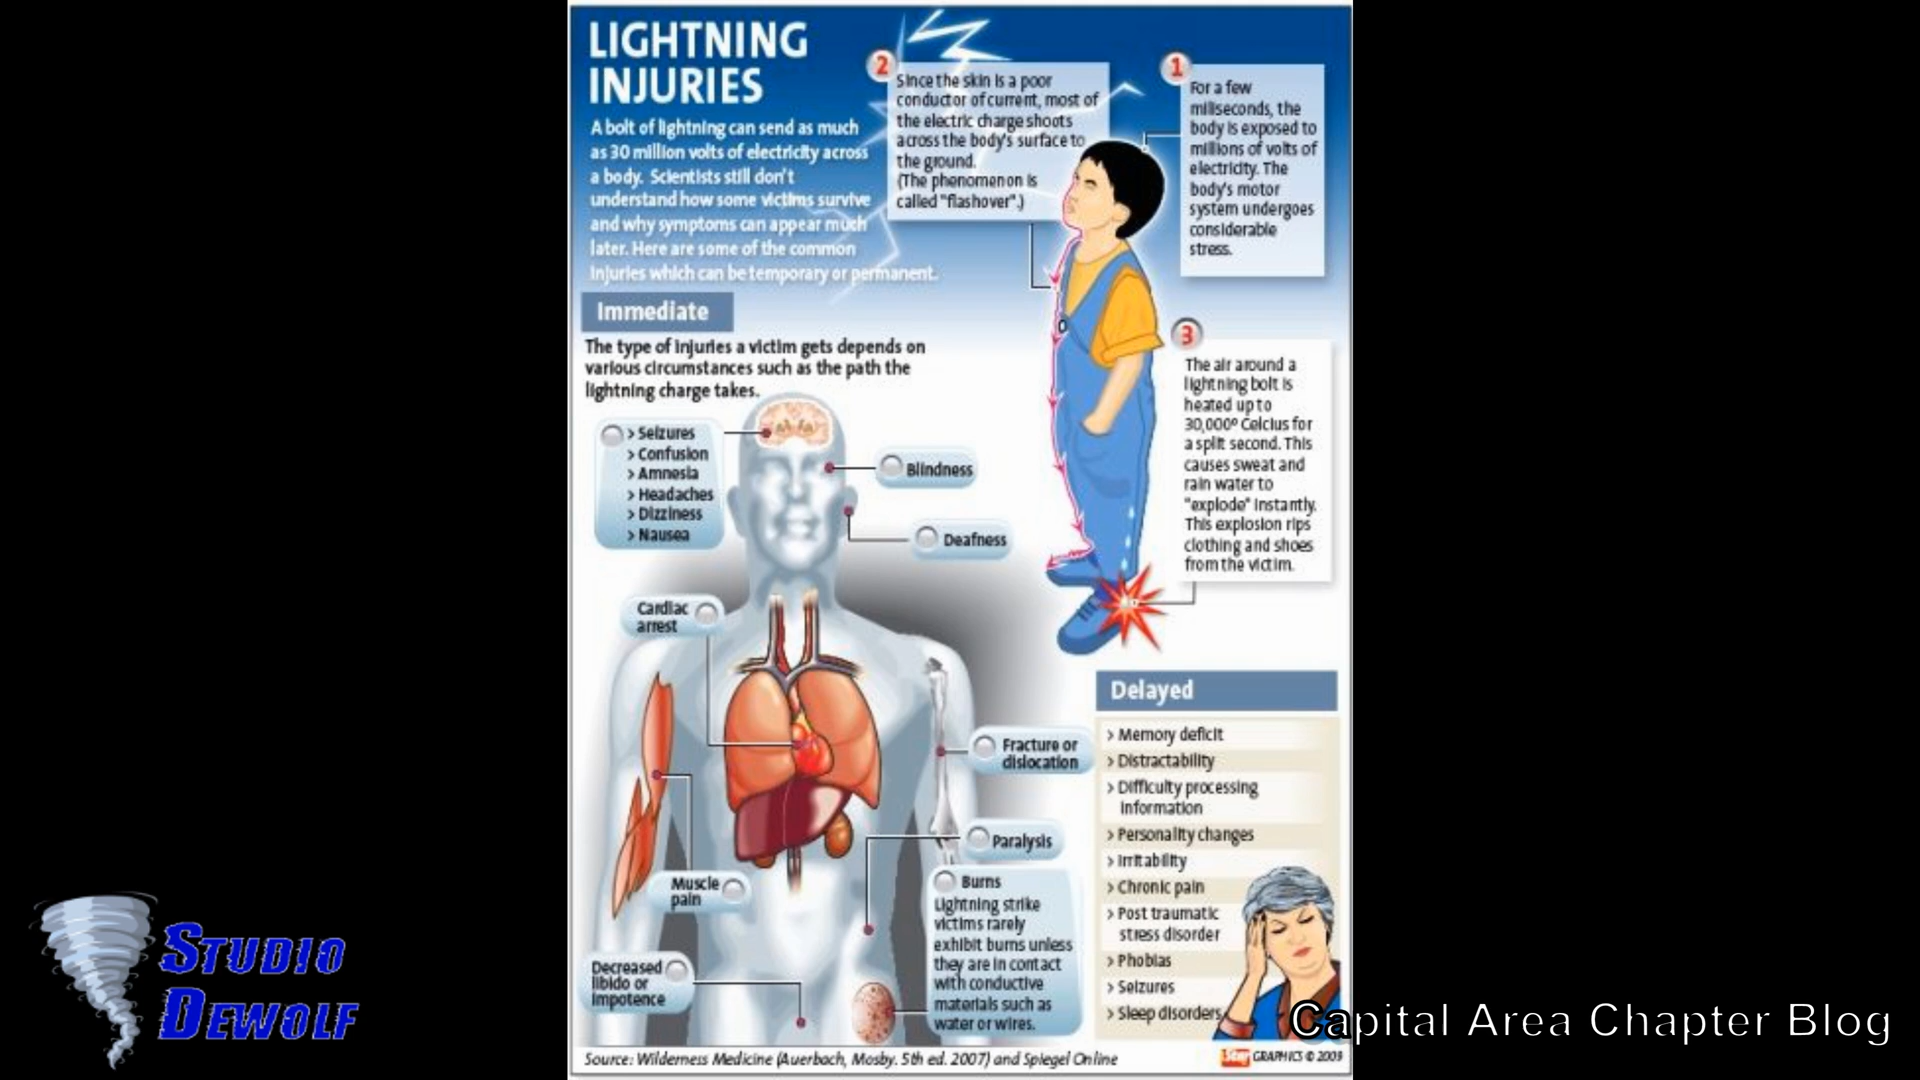 LIGHTNING
INJURIES
A bolt of lightning can send as much
as 30 million volts of electricity across
a body. Scientists still don't
understand how some victims survive
and why symptoms can appear much
later. Here are some of the common
injuries which can be temporary or permanent.
2
Since the skin is a poor
conductor of current, most of
the electric charge shoots
across the body's surface to
the ground.
(The phenomenon is
called "flashover".)
1
For a few
miliseconds, the
body is exposed to
millions of volts of
electricity. The
body's motor
system undergoes
considerable
stress.
3
The air around a
lightning bolt is
heated up to
30,000º Celcius for
a split second. This
causes sweat and
rain water to
"explode" instantly.
This explosion rips
clothing and shoes
from the victim.
Immediate
The type of injuries a victim gets depends on
various circumstances such as the path the
lightning charge takes.
> Seizures
> Confusion
> Amnesia
> Headaches
> Dizziness
> Nausea
Blindness
Deafness
Cardiac
arrest
Fracture or
dislocation
Paralysis
Muscle
pain
Burns
Lightning strike
victims rarely
exhibit burns unless
they are in contact
with conductive
materials such as
water or wires.
Decreased
libido or
impotence
Delayed
> Memory deficit
> Distractability
> Difficulty processing
information
> Personality changes
> Irritability
> Chronic pain
> Post traumatic
stress disorder
> Phobias
> Seizures
> Sleep disorders
Source: Wilderness Medicine (Auerbach, Mosby. 5th ed. 2007) and Spiegel Online
Star GRAPHICS © 2009
STUDIO
DEWOLF
Capital Area Chapter Blog